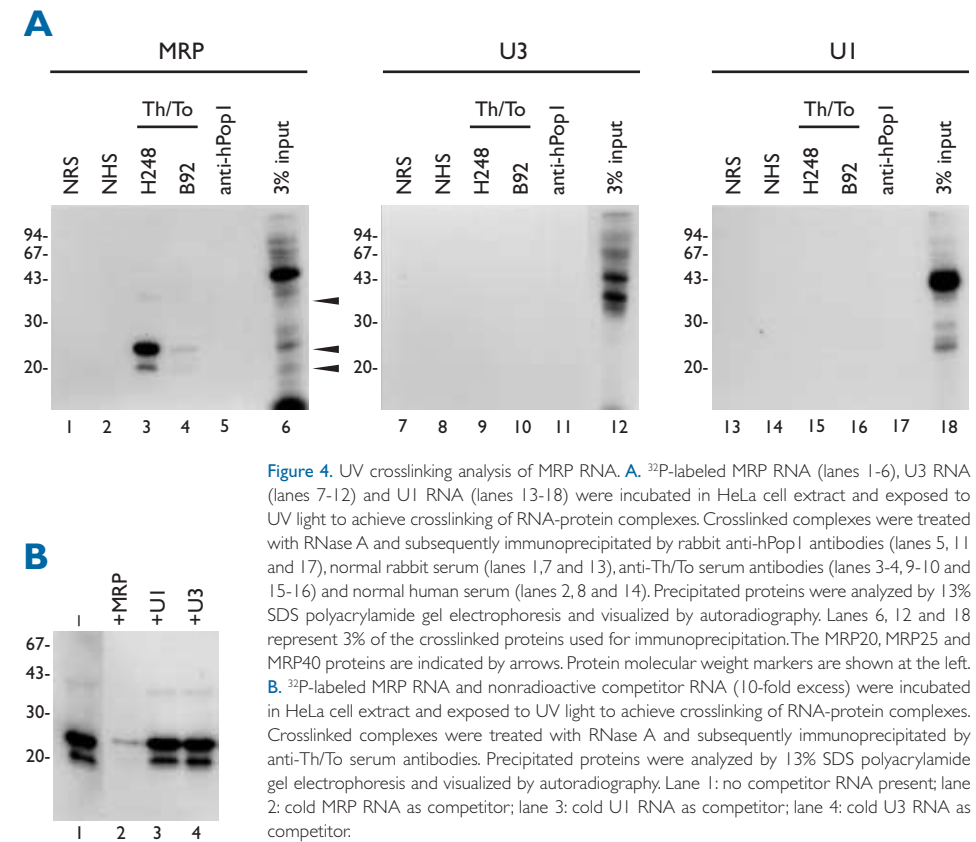 A
MRP
U3
U1
Th/To
Th/To
Th/To
NRS
NHS
H248
B92
anti-hPop1
3% input
NRS
NHS
H248
B92
anti-hPop1
3% input
NRS
NHS
H248
B92
anti-hPop1
3% input
94-
67-
43-
30-
20-
94-
67-
43-
30-
20-
94-
67-
43-
30-
20-
1 2 3 4 5 6
7 8 9 10 11 12
13 14 15 16 17 18
Figure 4. UV crosslinking analysis of MRP RNA. A. ³²P-labeled MRP RNA (lanes 1-6), U3 RNA
(lanes 7-12) and U1 RNA (lanes 13-18) were incubated in HeLa cell extract and exposed to
UV light to achieve crosslinking of RNA-protein complexes. Crosslinked complexes were treated
with RNase A and subsequently immunoprecipitated by rabbit anti-hPop1 antibodies (lanes 5, 11
and 17), normal rabbit serum (lanes 1,7 and 13), anti-Th/To serum antibodies (lanes 3-4, 9-10 and
15-16) and normal human serum (lanes 2, 8 and 14). Precipitated proteins were analyzed by 13%
SDS polyacrylamide gel electrophoresis and visualized by autoradiography. Lanes 6, 12 and 18
represent 3% of the crosslinked proteins used for immunoprecipitation. The MRP20, MRP25 and
MRP40 proteins are indicated by arrows. Protein molecular weight markers are shown at the left.
B. ³²P-labeled MRP RNA and nonradioactive competitor RNA (10-fold excess) were incubated
in HeLa cell extract and exposed to UV light to achieve crosslinking of RNA-protein complexes.
Crosslinked complexes were treated with RNase A and subsequently immunoprecipitated by
anti-Th/To serum antibodies. Precipitated proteins were analyzed by 13% SDS polyacrylamide
gel electrophoresis and visualized by autoradiography. Lane 1: no competitor RNA present; lane
2: cold MRP RNA as competitor; lane 3: cold U1 RNA as competitor; lane 4: cold U3 RNA as
competitor.
B
–
+MRP
+U1
+U3
67-
43-
30-
20-
1 2 3 4